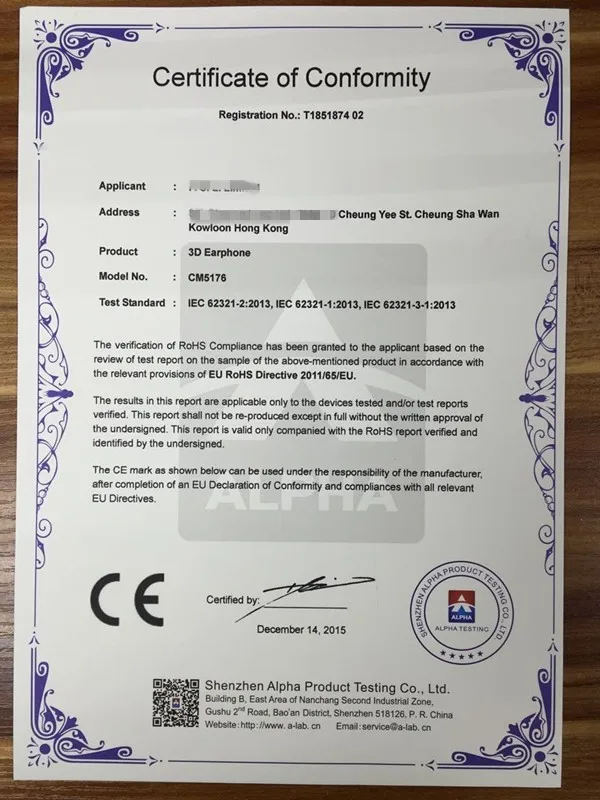 Certificate of Conformity
Registration No.: T1851874 02
Applicant :
Address : Cheung Yee St. Cheung Sha Wan
Kowloon Hong Kong
Product : 3D Earphone
Model No. : CM5176
Test Standard : IEC 62321-2:2013, IEC 62321-1:2013, IEC 62321-3-1:2013
The verification of RoHS Compliance has been granted to the applicant based on the
review of test report on the sample of the above-mentioned product in accordance with
the relevant provisions of EU RoHS Directive 2011/65/EU.
The results in this report are applicable only to the devices tested and/or test reports
verified. This report shall not be re-produced except in full without the written approval of
the undersigned. This report is valid only companied with the RoHS report verified and
identified by the undersigned.
The CE mark as shown below can be used under the responsibility of the manufacturer,
after completion of an EU Declaration of Conformity and compliances with all relevant
EU Directives.
ALPHA
CE
Certified by:
December 14, 2015
SHENZHEN ALPHA PRODUCT TESTING CO., LTD.
ALPHA
ALPHA TESTING
Shenzhen Alpha Product Testing Co., Ltd.
Building B, East Area of Nanchang Second Industrial Zone,
Gushu 2nd Road, Bao'an District, Shenzhen 518126, P. R. China
Website:http://www.a-lab.cn Email:service@a-lab.cn